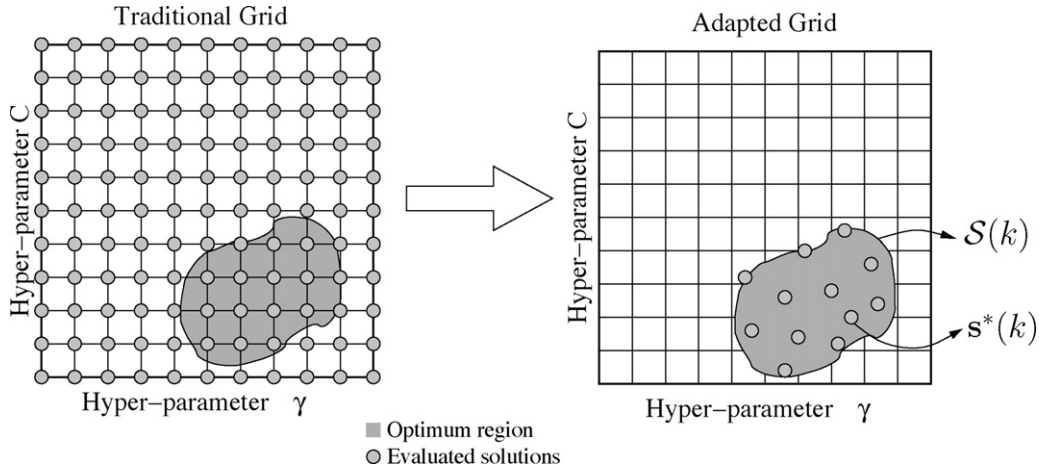 Traditional Grid
Hyper–parameter C
Hyper–parameter γ
Adapted Grid
Hyper–parameter C
𝒮(k)
s*(k)
Hyper–parameter γ
Optimum region
Evaluated solutions